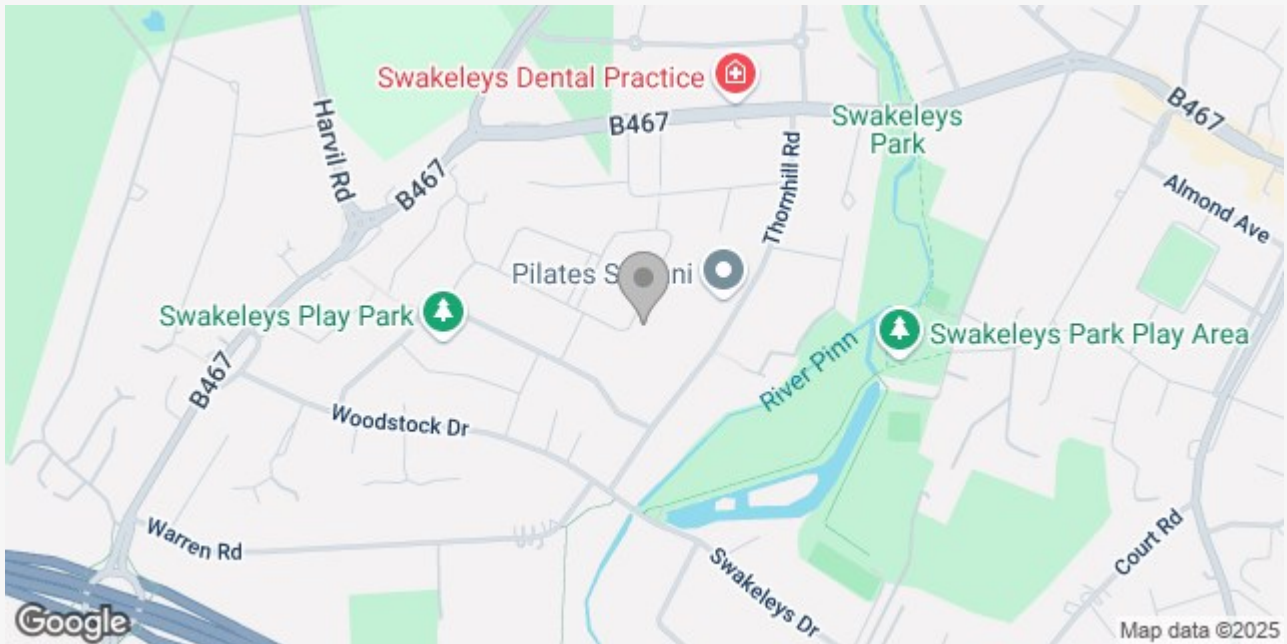 Swakeleys Dental Practice
B467
Swakeleys
Park
B467
Harvil Rd
B467
Thornhill Rd
Almond Ave
Pilates S ni
Swakeleys Play Park
Swakeleys Park Play Area
River Pinn
B467
Woodstock Dr
Warren Rd
Court Rd
Swakeleys Dr
Google
Map data ©2025